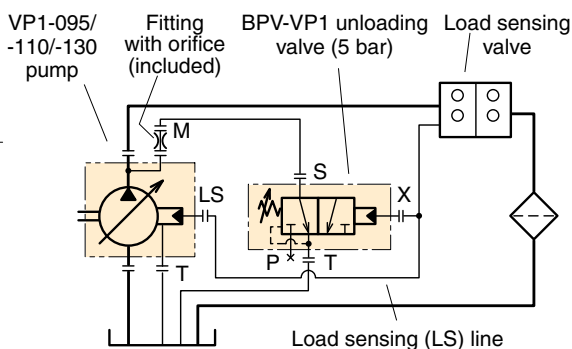 VP1-095/
-110/-130
pump
Fitting
with orifice
(included)
BPV-VP1 unloading
valve (5 bar)
Load sensing
valve
M
S
LS
X
T
P
T
Load sensing (LS) line